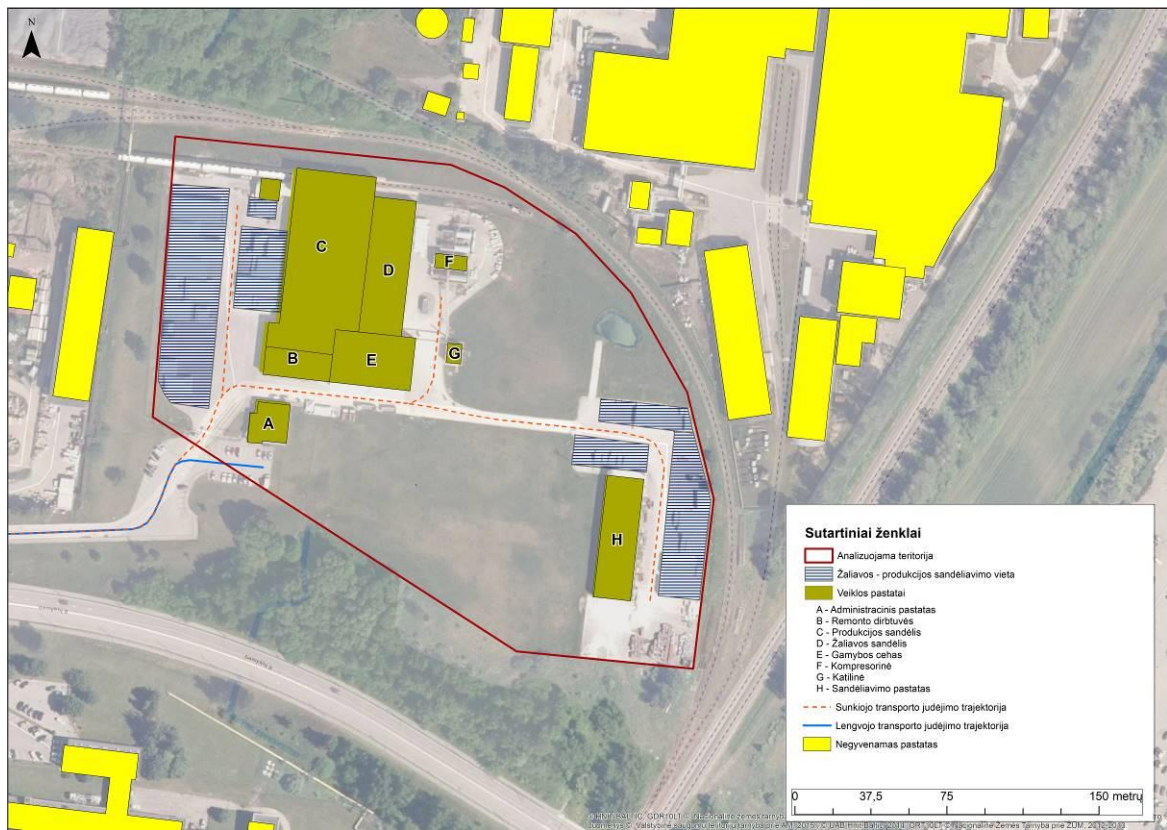 N
C
D
F
B
E
G
A
H
Sutartiniai ženklai
Analizuojama teritorija
Žaliavos - produkcijos sandėliavimo vieta
Veiklos pastatai
A - Administracinis pastatas
B - Remonto dirbtuvės
C - Produkcijos sandėlis
D - Žaliavos sandėlis
E - Gamybos cehas
F - Kompresorinė
G - Katilinė
H - Sandėliavimo pastatas
Sunkiojo transporto judėjimo trajektorija
Lengvojo transporto judėjimo trajektorija
Negyvenamas pastatas
0 37,5 75 150 metrų